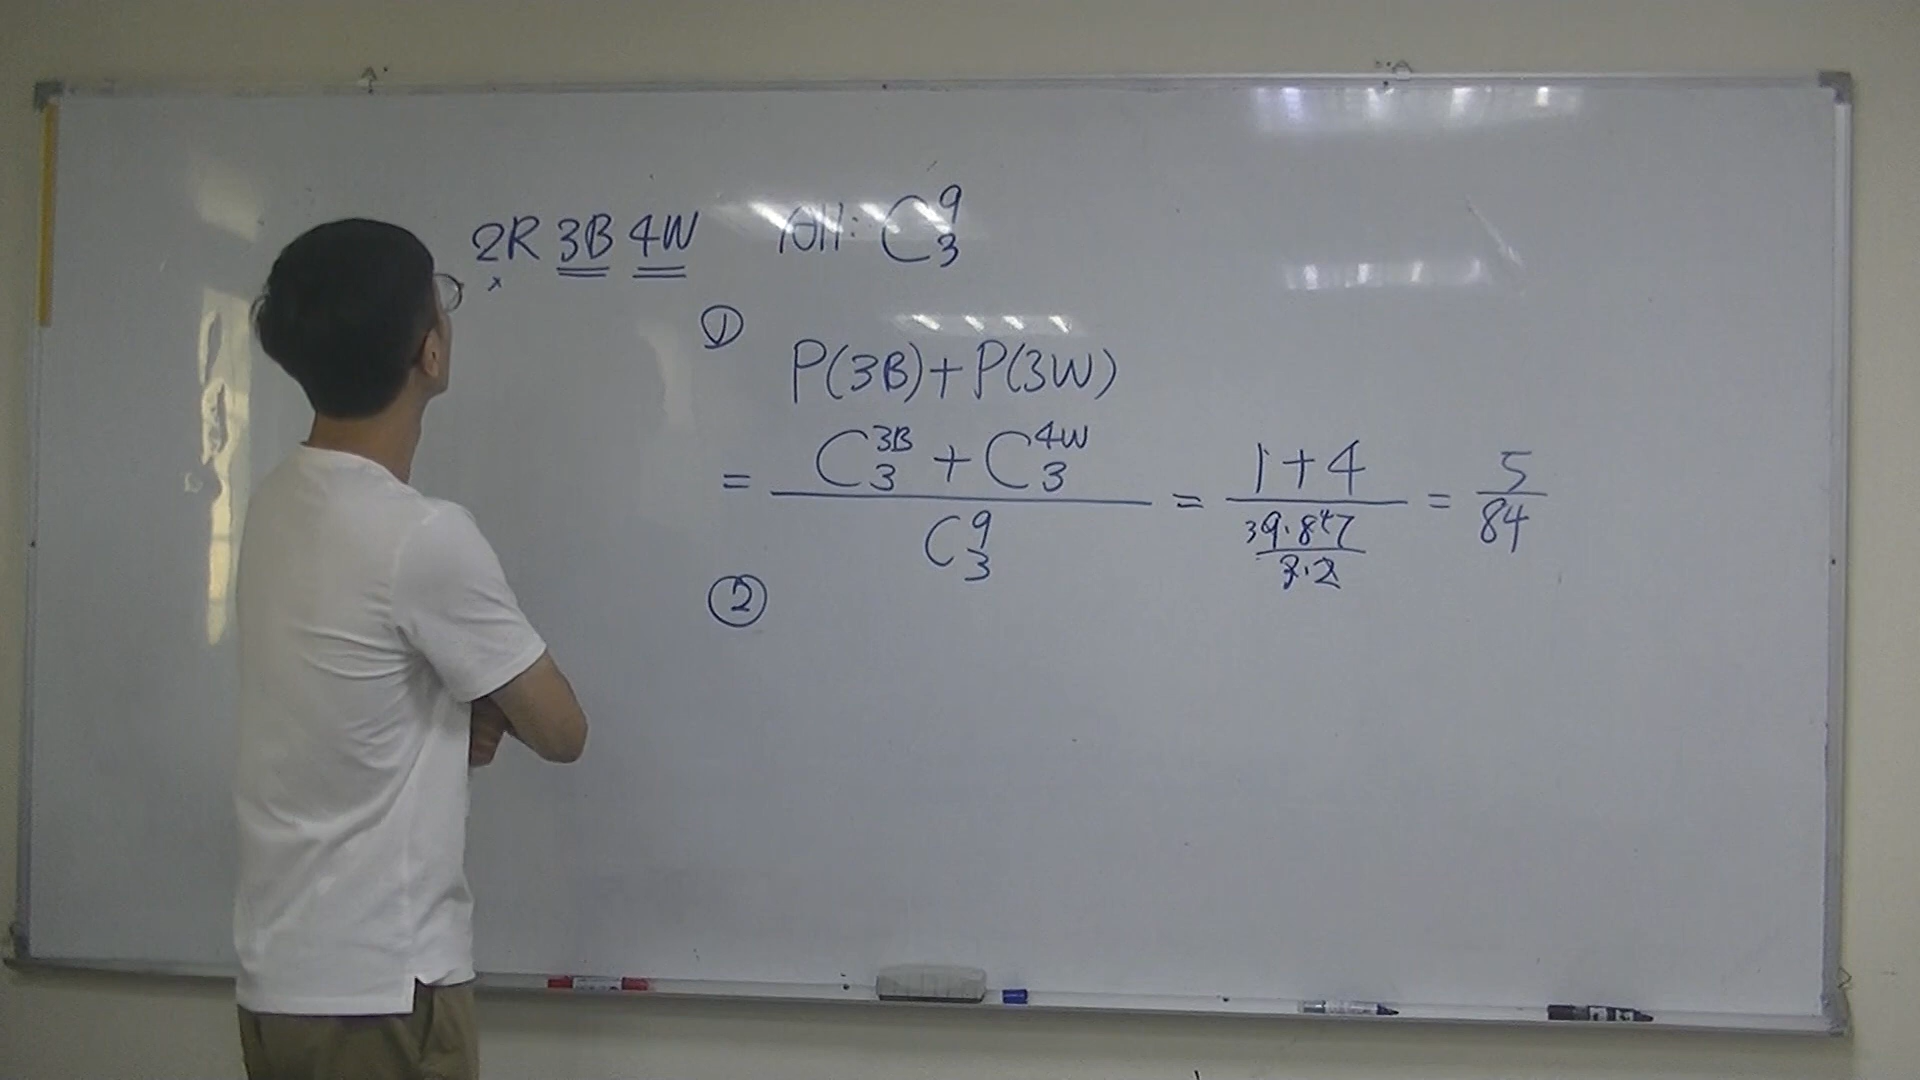 2R 3B 4W All: C 9 3
x
①
P(3B)+P(3W)
= C 3B 3 + C 4W 3 / C 9 3 = 1+4 / 3 9·8 4 7 / 3·2 = 5 / 84
②